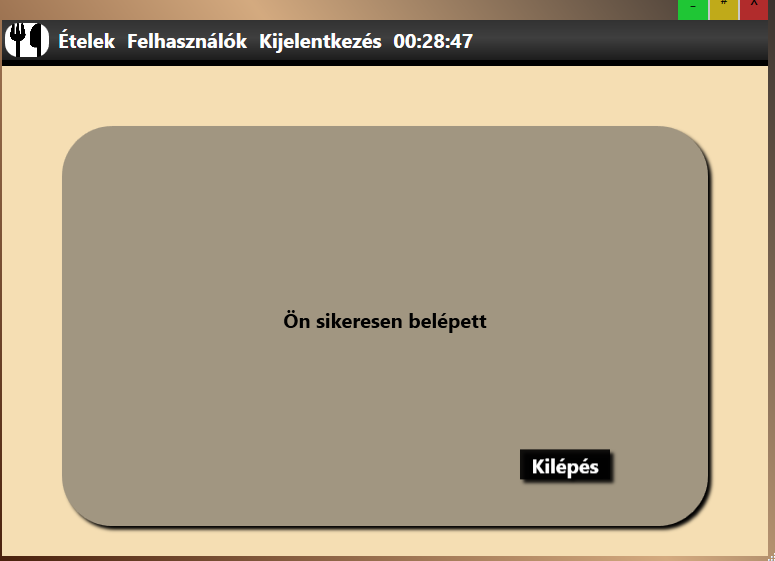 _ # X
Ételek Felhasználók Kijelentkezés 00:28:47
Ön sikeresen belépett
Kilépés